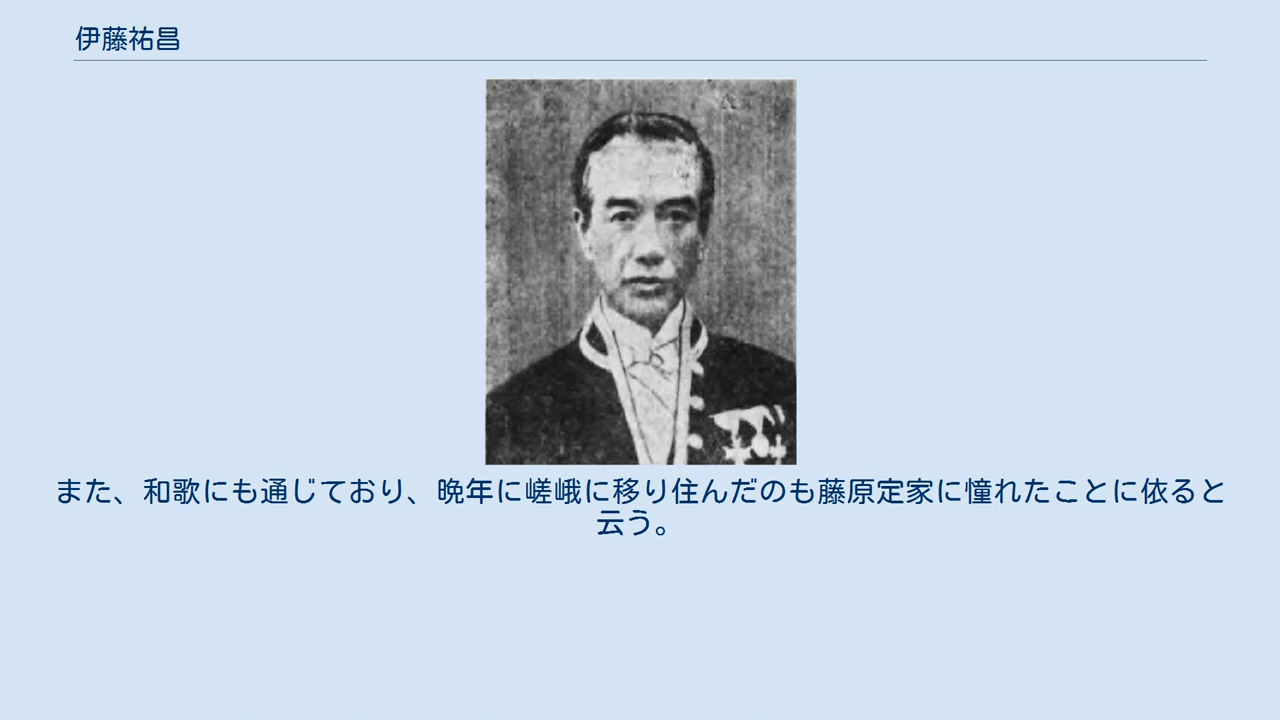 伊藤祐昌
また、和歌にも通じており、晩年に嵯峨に移り住んだのも藤原定家に憧れたことに依ると
云う。